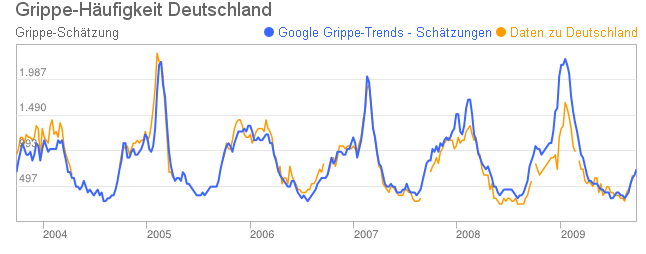 Grippe-Häufigkeit Deutschland
Grippe-Schätzung
Google Grippe-Trends - Schätzungen Daten zu Deutschland
1.987
1.490
993
497
2004 2005 2006 2007 2008 2009